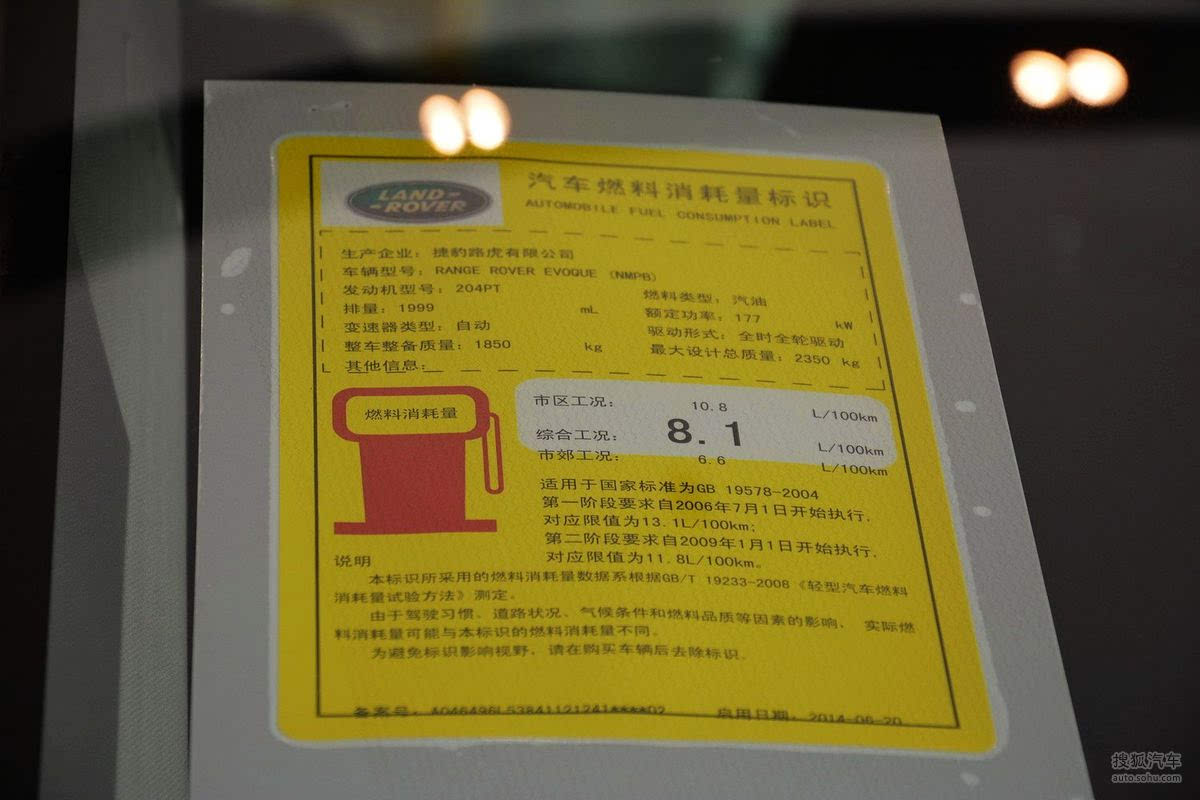 LAND-
-ROVER
汽车燃料消耗量标识
AUTOMOBILE FUEL CONSUMPTION LABEL
生产企业: 捷豹路虎有限公司
车辆型号: RANGE ROVER EVOQUE (NMPB)
发动机型号: 204PT
燃料类型: 汽油
排量: 1999 mL
额定功率: 177 kW
变速器类型: 自动
驱动形式: 全时全轮驱动
整车整备质量: 1850 kg
最大设计总质量: 2350 kg
其他信息:
燃料消耗量
市区工况: 10.8 L/100km
综合工况: 8.1 L/100km
市郊工况: 6.6 L/100km
适用于国家标准为GB 19578-2004
第一阶段要求自2006年7月1日开始执行,
对应限值为13.1L/100km;
第二阶段要求自2009年1月1日开始执行,
对应限值为11.8L/100km。
说明
本标识所采用的燃料消耗量数据系根据GB/T 19233-2008《轻型汽车燃料
消耗量试验方法》测定。
由于驾驶习惯、道路状况、气候条件和燃料品质等因素的影响, 实际燃
料消耗量可能与本标识的燃料消耗量不同。
为避免标识影响视野, 请在购买车辆后去除标识.
备案号: A046496L53841121241****02 启用日期: 2014-06-20
搜狐汽车
auto.sohu.com